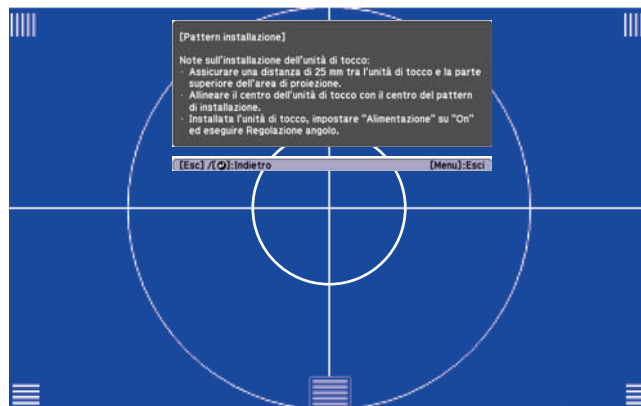 [Pattern installazione]
Note sull'installazione dell'unità di tocco:
· Assicurare una distanza di 25 mm tra l'unità di tocco e la parte
superiore dell'area di proiezione.
· Allineare il centro dell'unità di tocco con il centro del pattern
di installazione.
· Installata l'unità di tocco, impostare "Alimentazione" su "On"
ed eseguire Regolazione angolo.
[Esc] /[⮐]:Indietro [Menu]:Esci